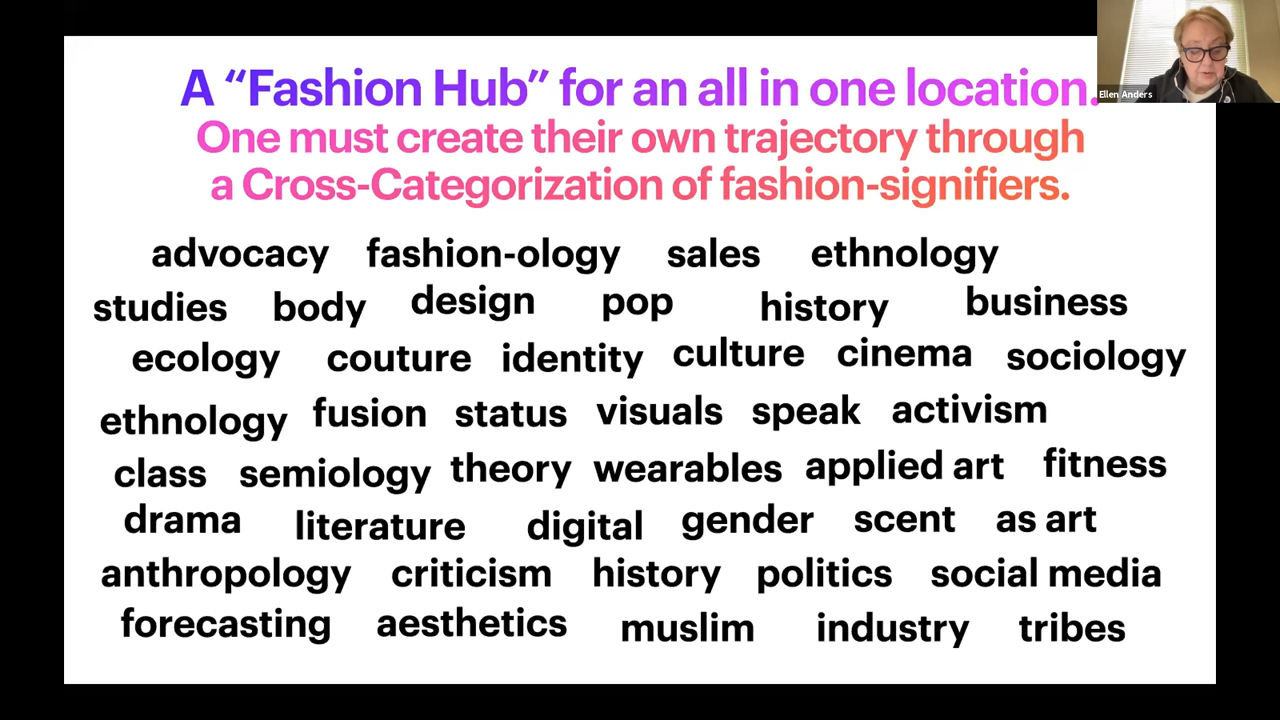 A “Fashion Hub” for an all in one location.
One must create their own trajectory through
a Cross-Categorization of fashion-signifiers.
Ellen Anders
advocacy fashion-ology sales ethnology
studies body design pop history business
ecology couture identity culture cinema sociology
ethnology fusion status visuals speak activism
class semiology theory wearables applied art fitness
drama literature digital gender scent as art
anthropology criticism history politics social media
forecasting aesthetics muslim industry tribes